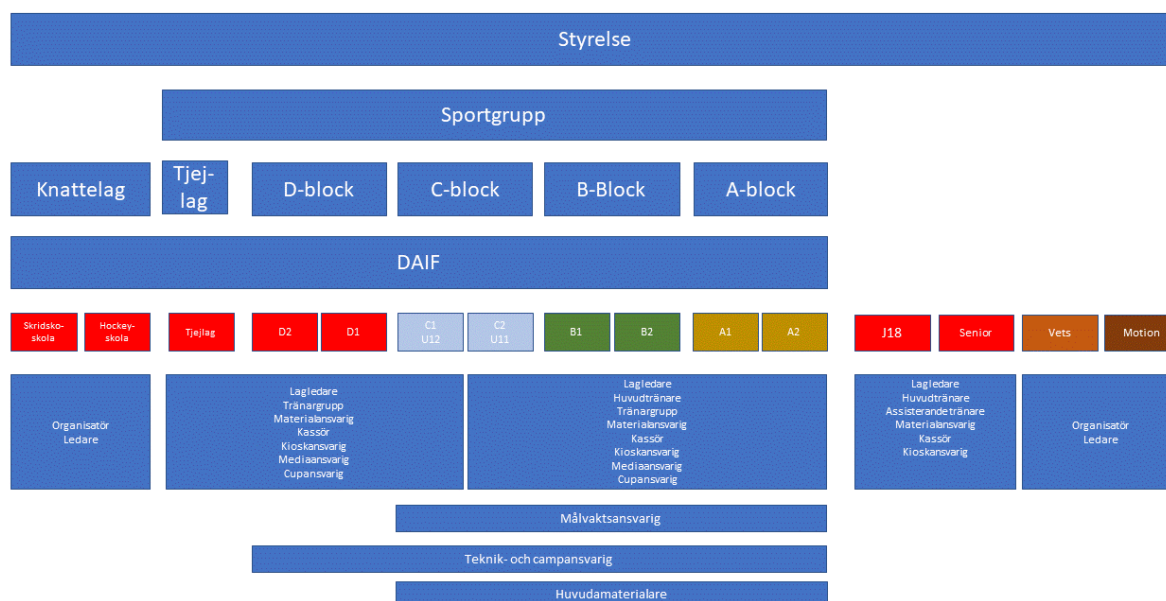 Styrelse
Sportgrupp
Knattelag
Tjej-
lag
D-block
C-block
B-Block
A-block
DAIF
Skridsko-
skola
Hockey-
skola
Tjejlag
D2
D1
C1
U12
C2
U11
B1
B2
A1
A2
J18
Senior
Vets
Motion
Organisatör
Ledare
Lagledare
Tränargrupp
Materialansvarig
Kassör
Kioskansvarig
Mediaansvarig
Cupansvarig
Lagledare
Huvudtränare
Tränargrupp
Materialansvarig
Kassör
Kioskansvarig
Mediaansvarig
Cupansvarig
Lagledare
Huvudtränare
Assisterandetränare
Materialansvarig
Kassör
Kioskansvarig
Organisatör
Ledare
Målvaktsansvarig
Teknik- och campansvarig
Huvudamaterialare